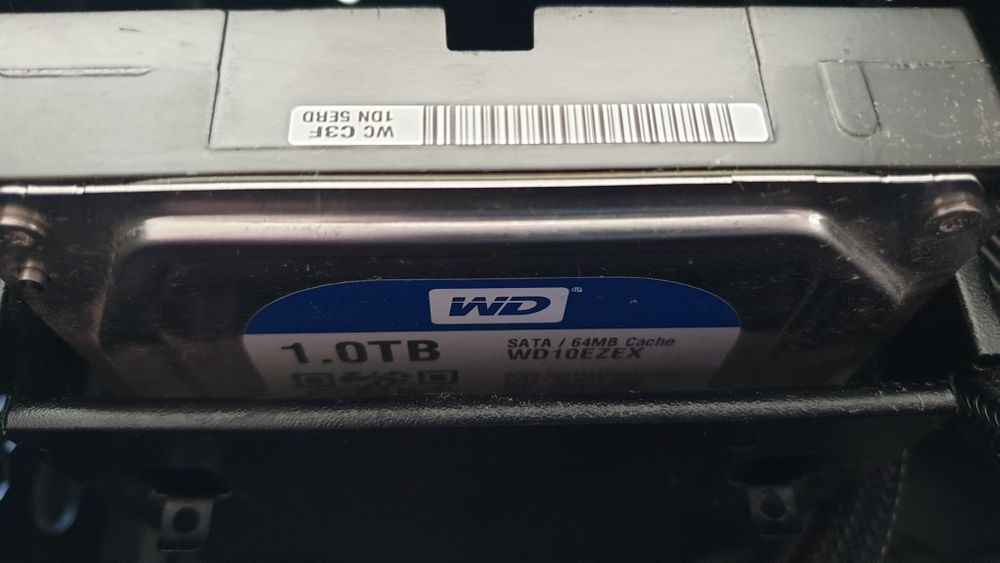 WC C3F
1DN 5ERD
WD®
1.0TB
SATA / 64MB Cache
WD10EZEX